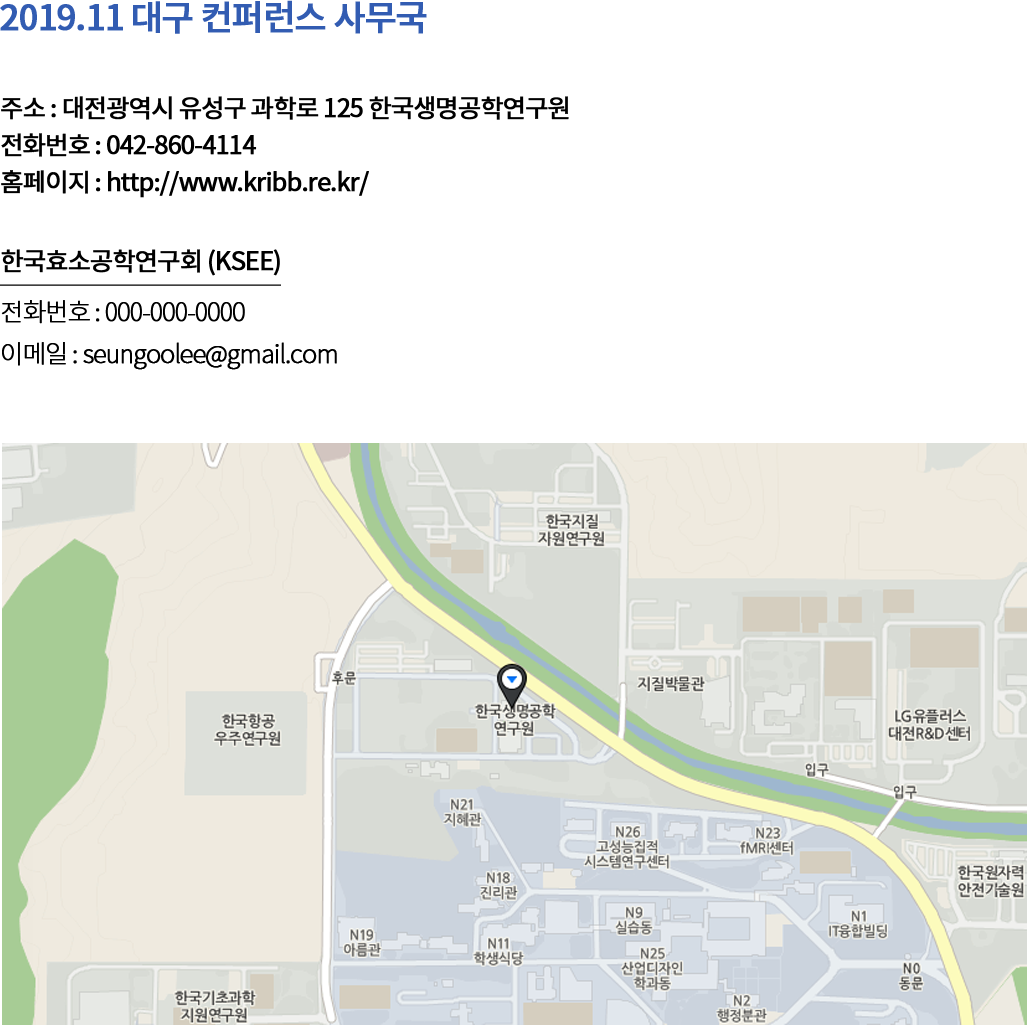 2019.11 대구 컨퍼런스 사무국
주소 : 대전광역시 유성구 과학로 125 한국생명공학연구원
전화번호 : 042-860-4114
홈페이지 : http://www.kribb.re.kr/
한국효소공학연구회 (KSEE)
전화번호 : 000-000-0000
이메일 : seungoolee@gmail.com
한국지질
자원연구원
후문
지질박물관
한국생명공학
연구원
한국항공
우주연구원
LG유플러스
대전R&D센터
입구
입구
N21
지혜관
N26
고성능집적
시스템연구센터
N23
fMRI센터
한국원자력
안전기술원
N18
진리관
N9
실습동
N1
IT융합빌딩
N19
아름관
N11
학생식당
N25
산업디자인
학과동
N0
동문
한국기초과학
지원연구원
N2
행정분관